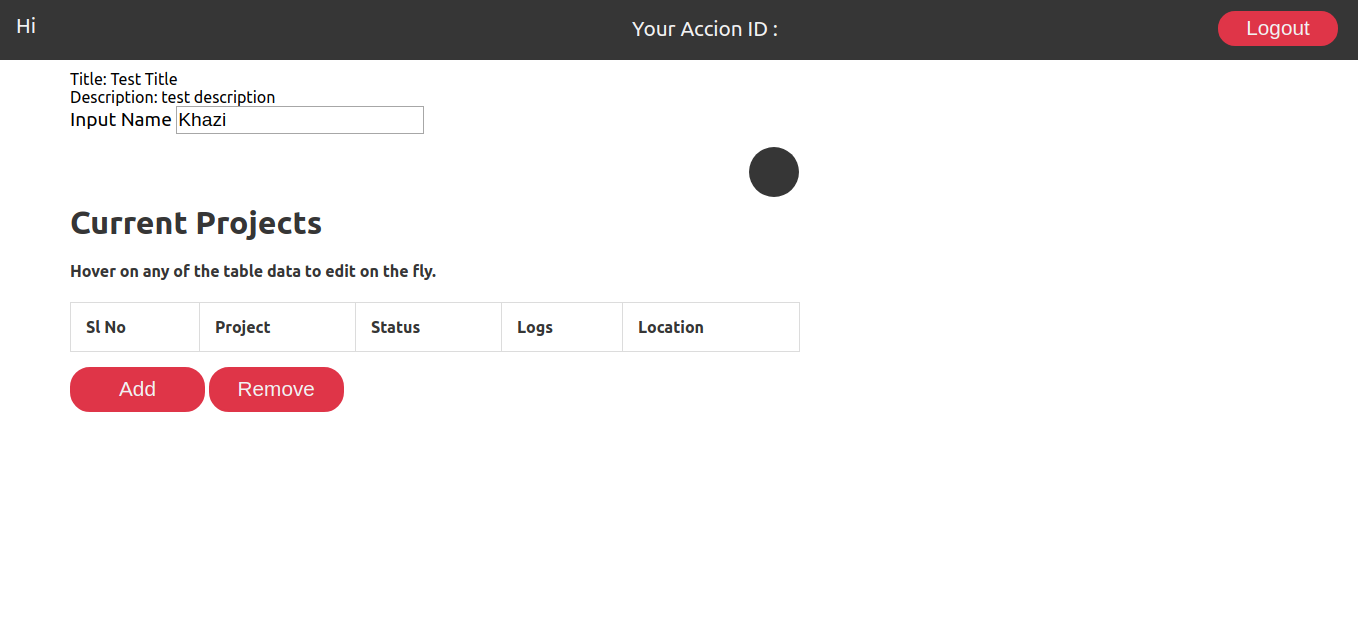 Hi
Your Accion ID :
Logout
Title: Test Title
Description: test description
Input Name Khazi
Current Projects
Hover on any of the table data to edit on the fly.
Sl No Project Status Logs Location
Add Remove